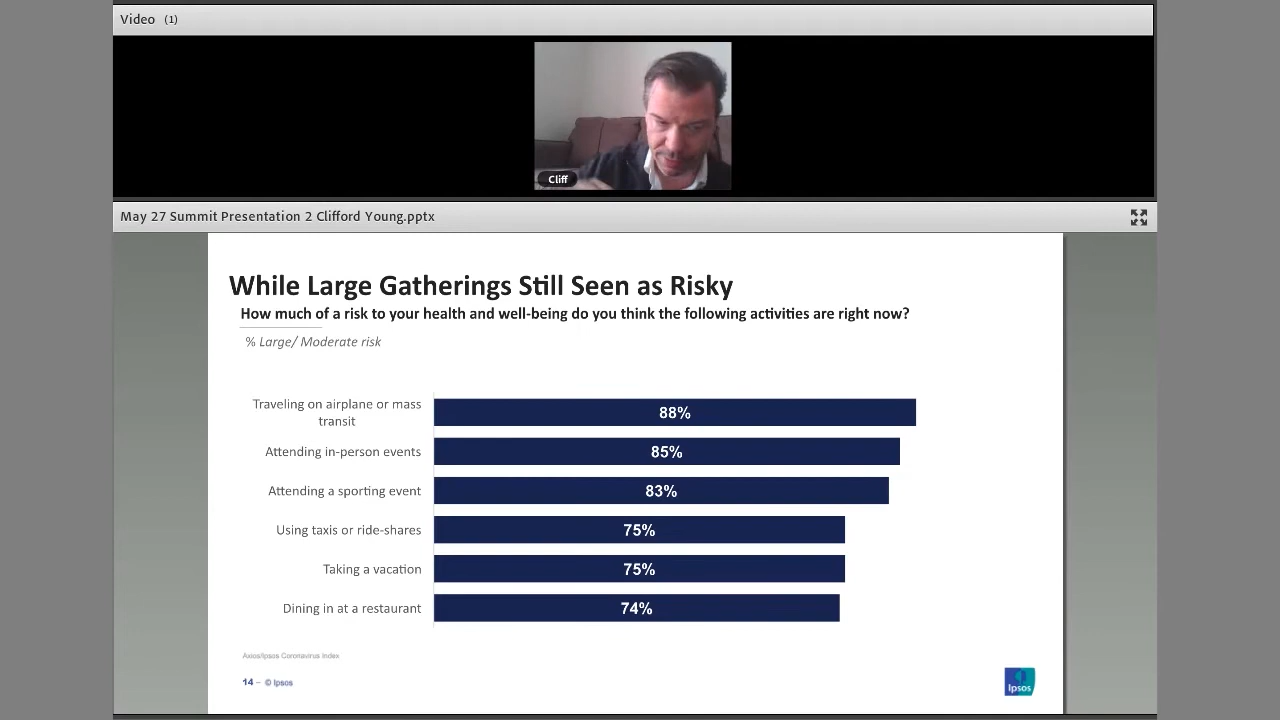 Video (1)
Cliff
May 27 Summit Presentation 2 Clifford Young.pptx
While Large Gatherings Still Seen as Risky
How much of a risk to your health and well-being do you think the following activities are right now?
% Large/ Moderate risk
Traveling on airplane or mass
transit
88%
Attending in-person events
85%
Attending a sporting event
83%
Using taxis or ride-shares
75%
Taking a vacation
75%
Dining in at a restaurant
74%
Axios/Ipsos Coronavirus Index
14 – © Ipsos
Ipsos